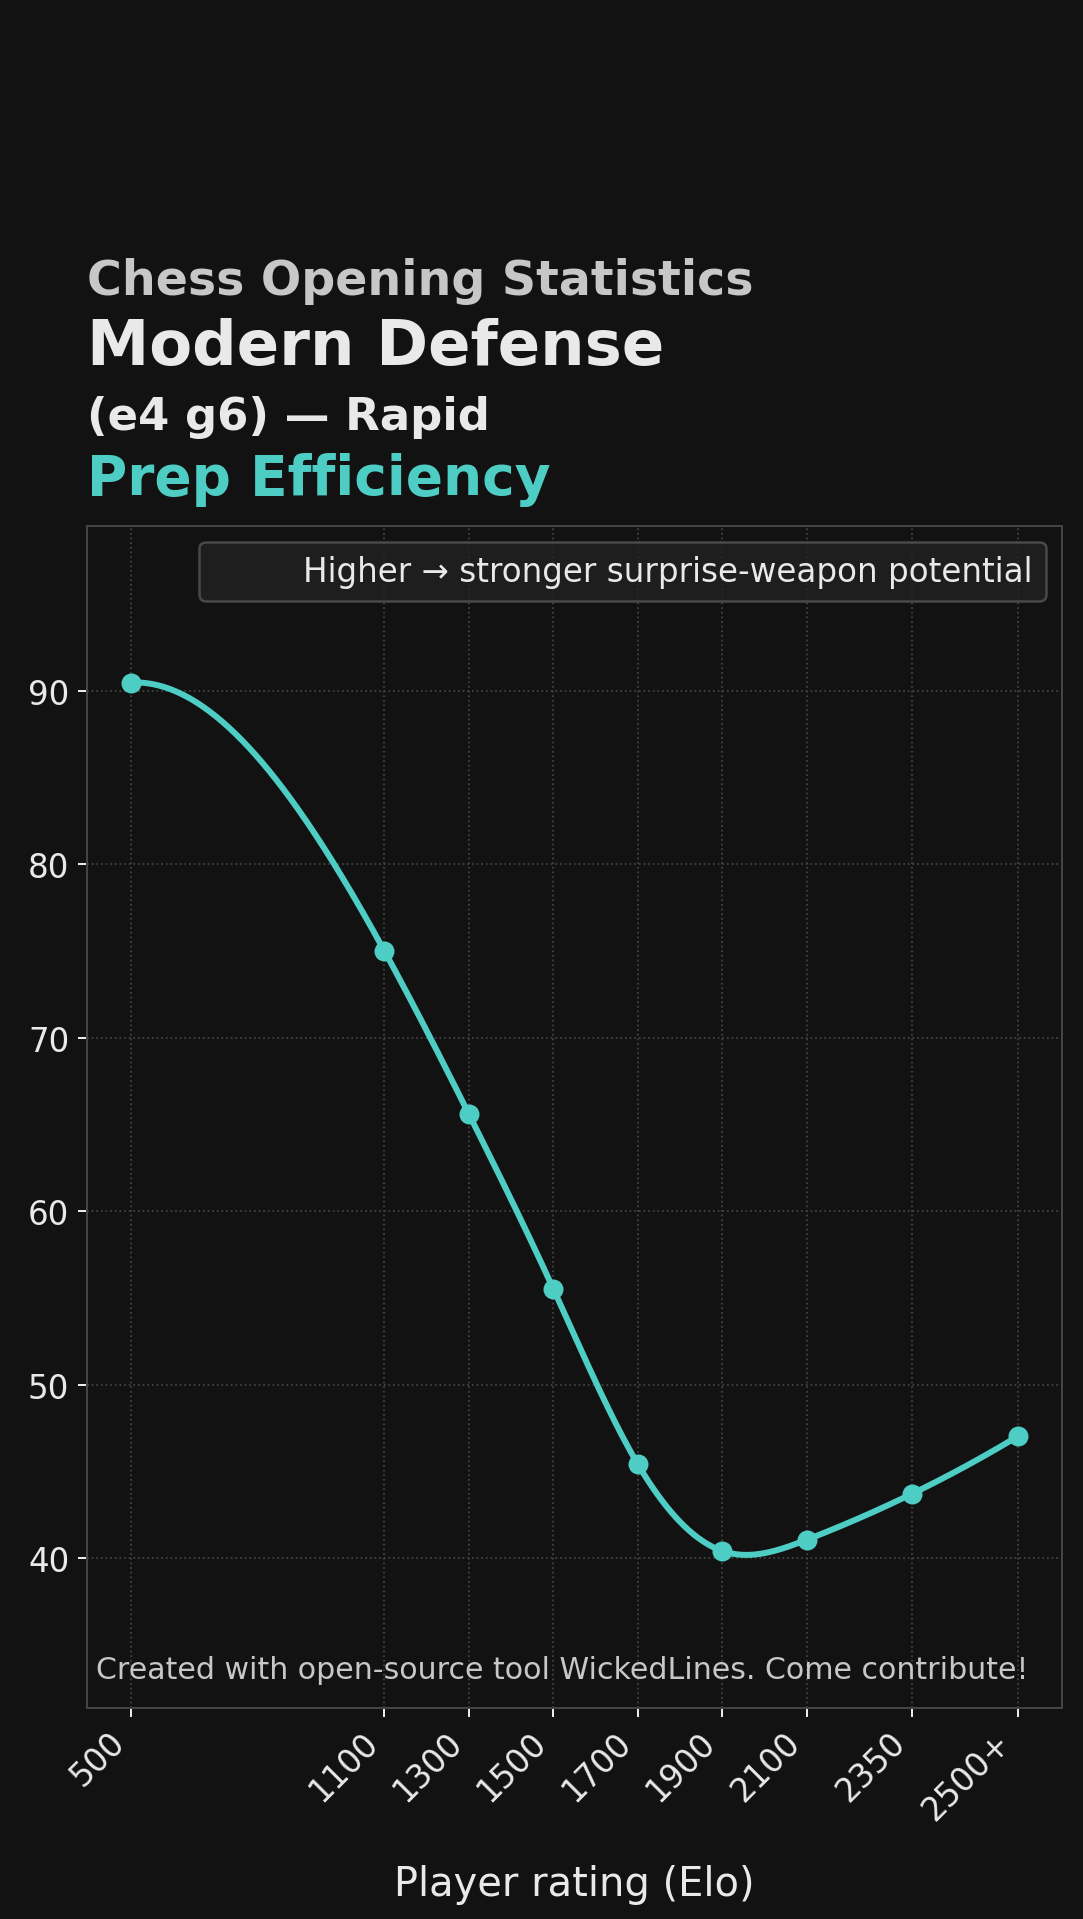 Chess Opening Statistics
Modern Defense
(e4 g6) — Rapid
Prep Efficiency
Higher → stronger surprise-weapon potential
90
80
70
60
50
40
Created with open-source tool WickedLines. Come contribute!
500
1100
1300
1500
1700
1900
2100
2350
2500+
Player rating (Elo)